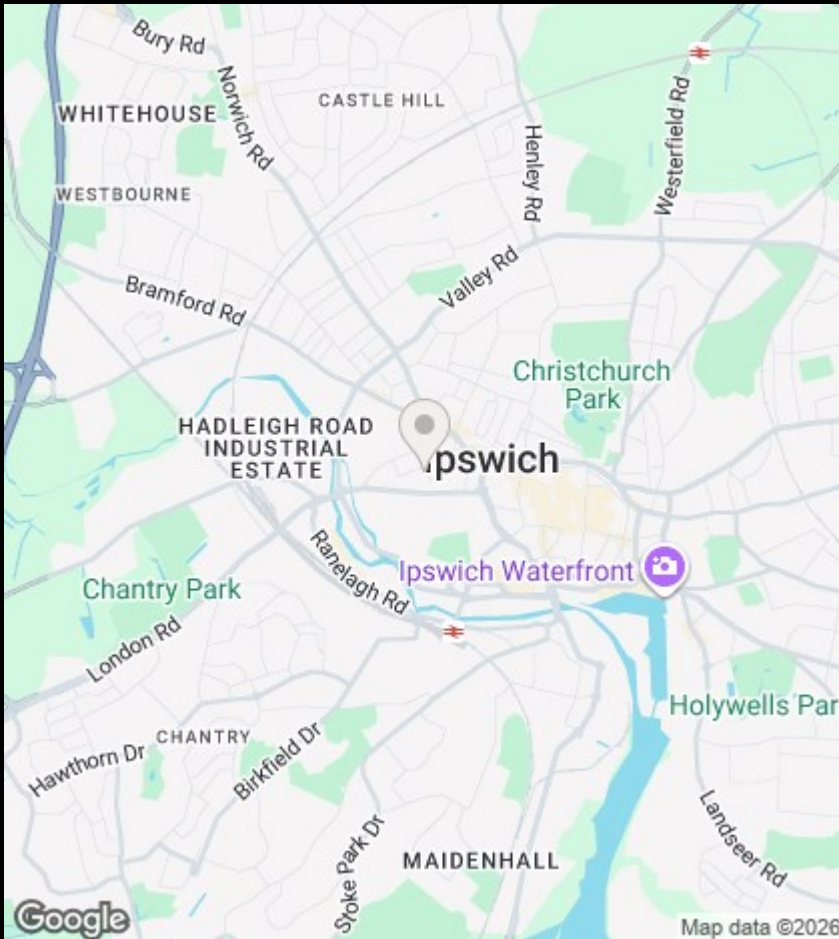 Bury Rd
Norwich Rd
WHITEHOUSE
CASTLE HILL
Henley Rd
Westerfield Rd
WESTBOURNE
Bramford Rd
Valley Rd
Christchurch
Park
HADLEIGH ROAD
INDUSTRIAL
ESTATE
Ipswich
Ranelagh Rd
Ipswich Waterfront
Chantry Park
London Rd
Holywells Par
CHANTRY
Hawthorn Dr
Birkfield Dr
Stoke Park Dr
MAIDENHALL
Landseer Rd
Google
Map data ©2026